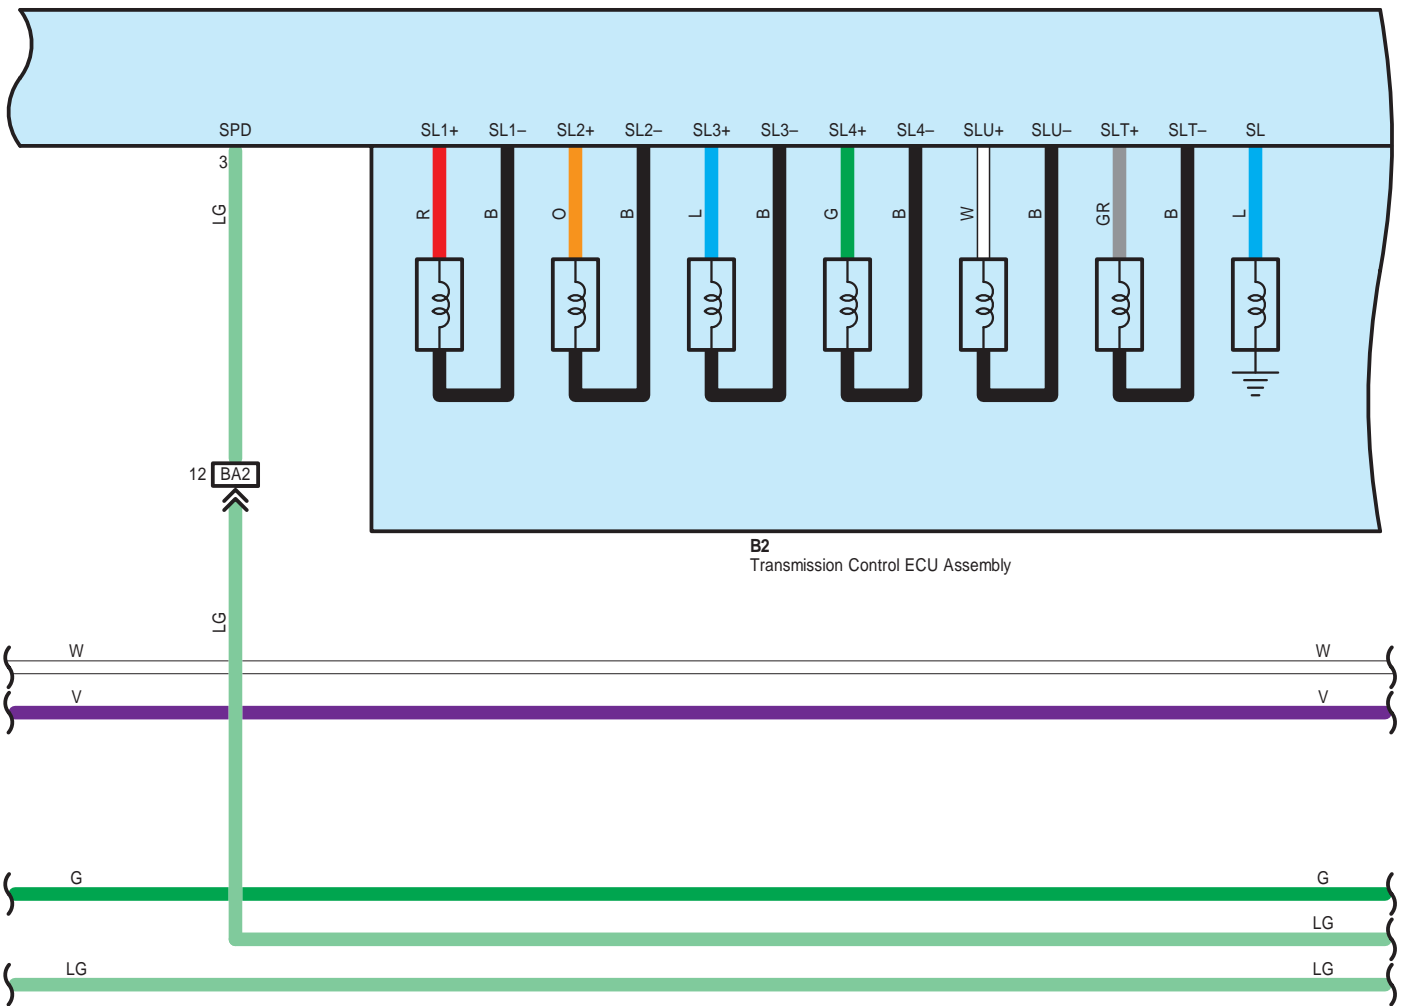 SPD SL1+ SL1– SL2+ SL2– SL3+ SL3– SL4+ SL4– SLU+ SLU– SLT+ SLT– SL
3
LG R B O B L B G B W B GR B L
12 BA2
B2
Transmission Control ECU Assembly
LG
W W
V V
G G
LG
LG LG